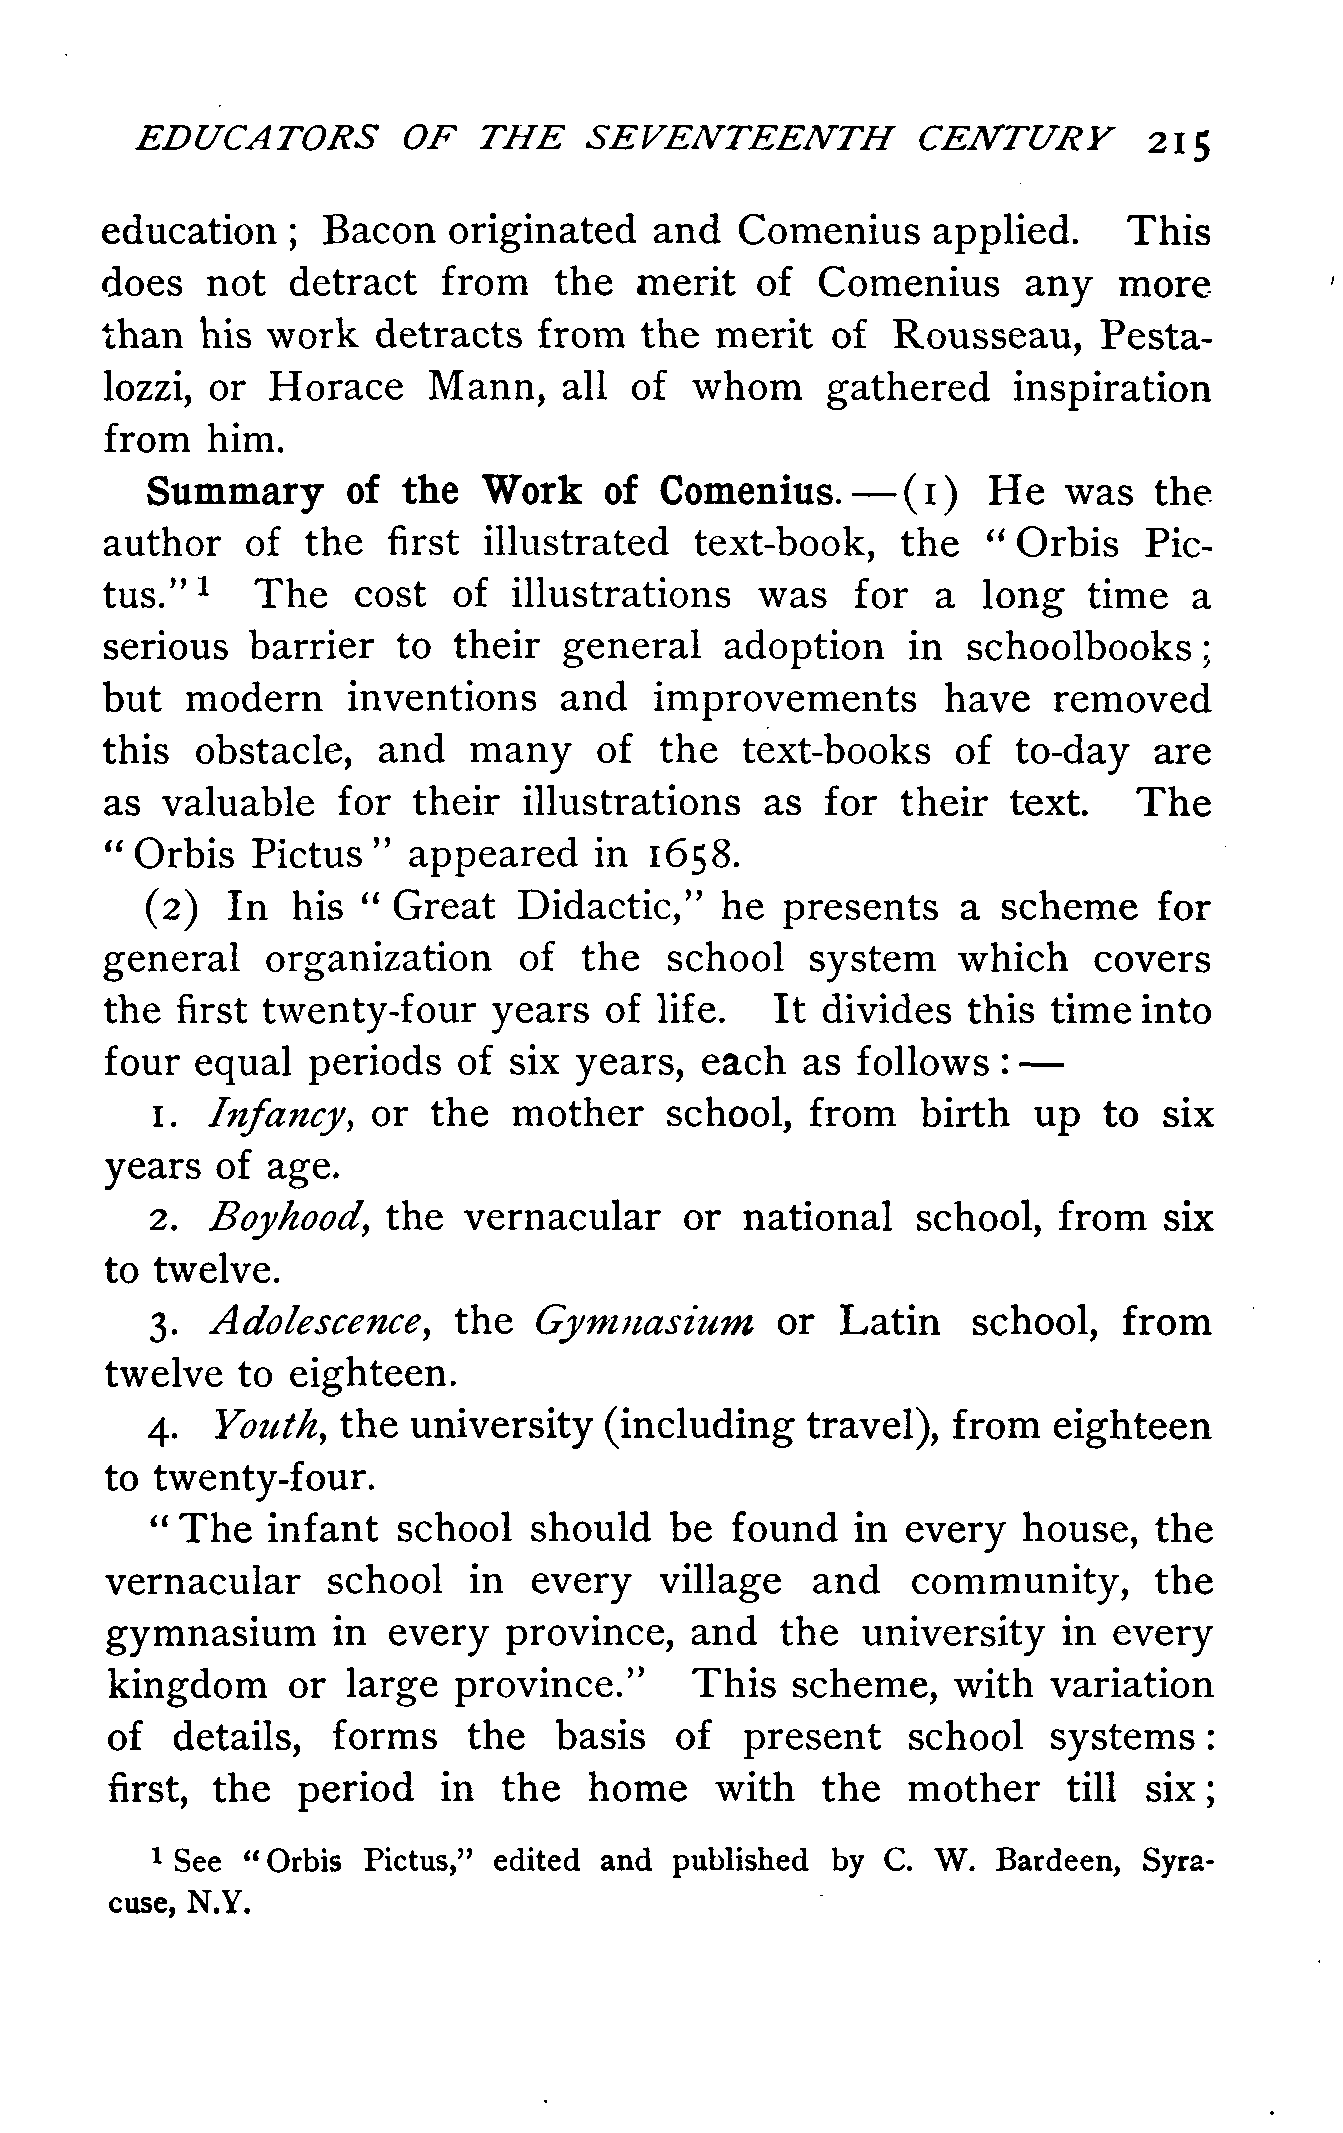 EDUCATORS OF THE SEVENTEENTH CENTURY 215
education ; Bacon originated and Comenius applied. This
does not detract from the merit of Comenius any more
than his work detracts from the merit of Rousseau, Pesta-
lozzi, or Horace Mann, all of whom gathered inspiration
from him.
Summary of the Work of Comenius. — (1) He was the
author of the first illustrated text-book, the “ Orbis Pic-
tus.” ¹ The cost of illustrations was for a long time a
serious barrier to their general adoption in schoolbooks ;
but modern inventions and improvements have removed
this obstacle, and many of the text-books of to-day are
as valuable for their illustrations as for their text. The
“ Orbis Pictus ” appeared in 1658.
(2) In his “ Great Didactic,” he presents a scheme for
general organization of the school system which covers
the first twenty-four years of life. It divides this time into
four equal periods of six years, each as follows : —
1. Infancy, or the mother school, from birth up to six
years of age.
2. Boyhood, the vernacular or national school, from six
to twelve.
3. Adolescence, the Gymnasium or Latin school, from
twelve to eighteen.
4. Youth, the university (including travel), from eighteen
to twenty-four.
“ The infant school should be found in every house, the
vernacular school in every village and community, the
gymnasium in every province, and the university in every
kingdom or large province.” This scheme, with variation
of details, forms the basis of present school systems :
first, the period in the home with the mother till six ;
¹ See “ Orbis Pictus,” edited and published by C. W. Bardeen, Syra-
cuse, N.Y.